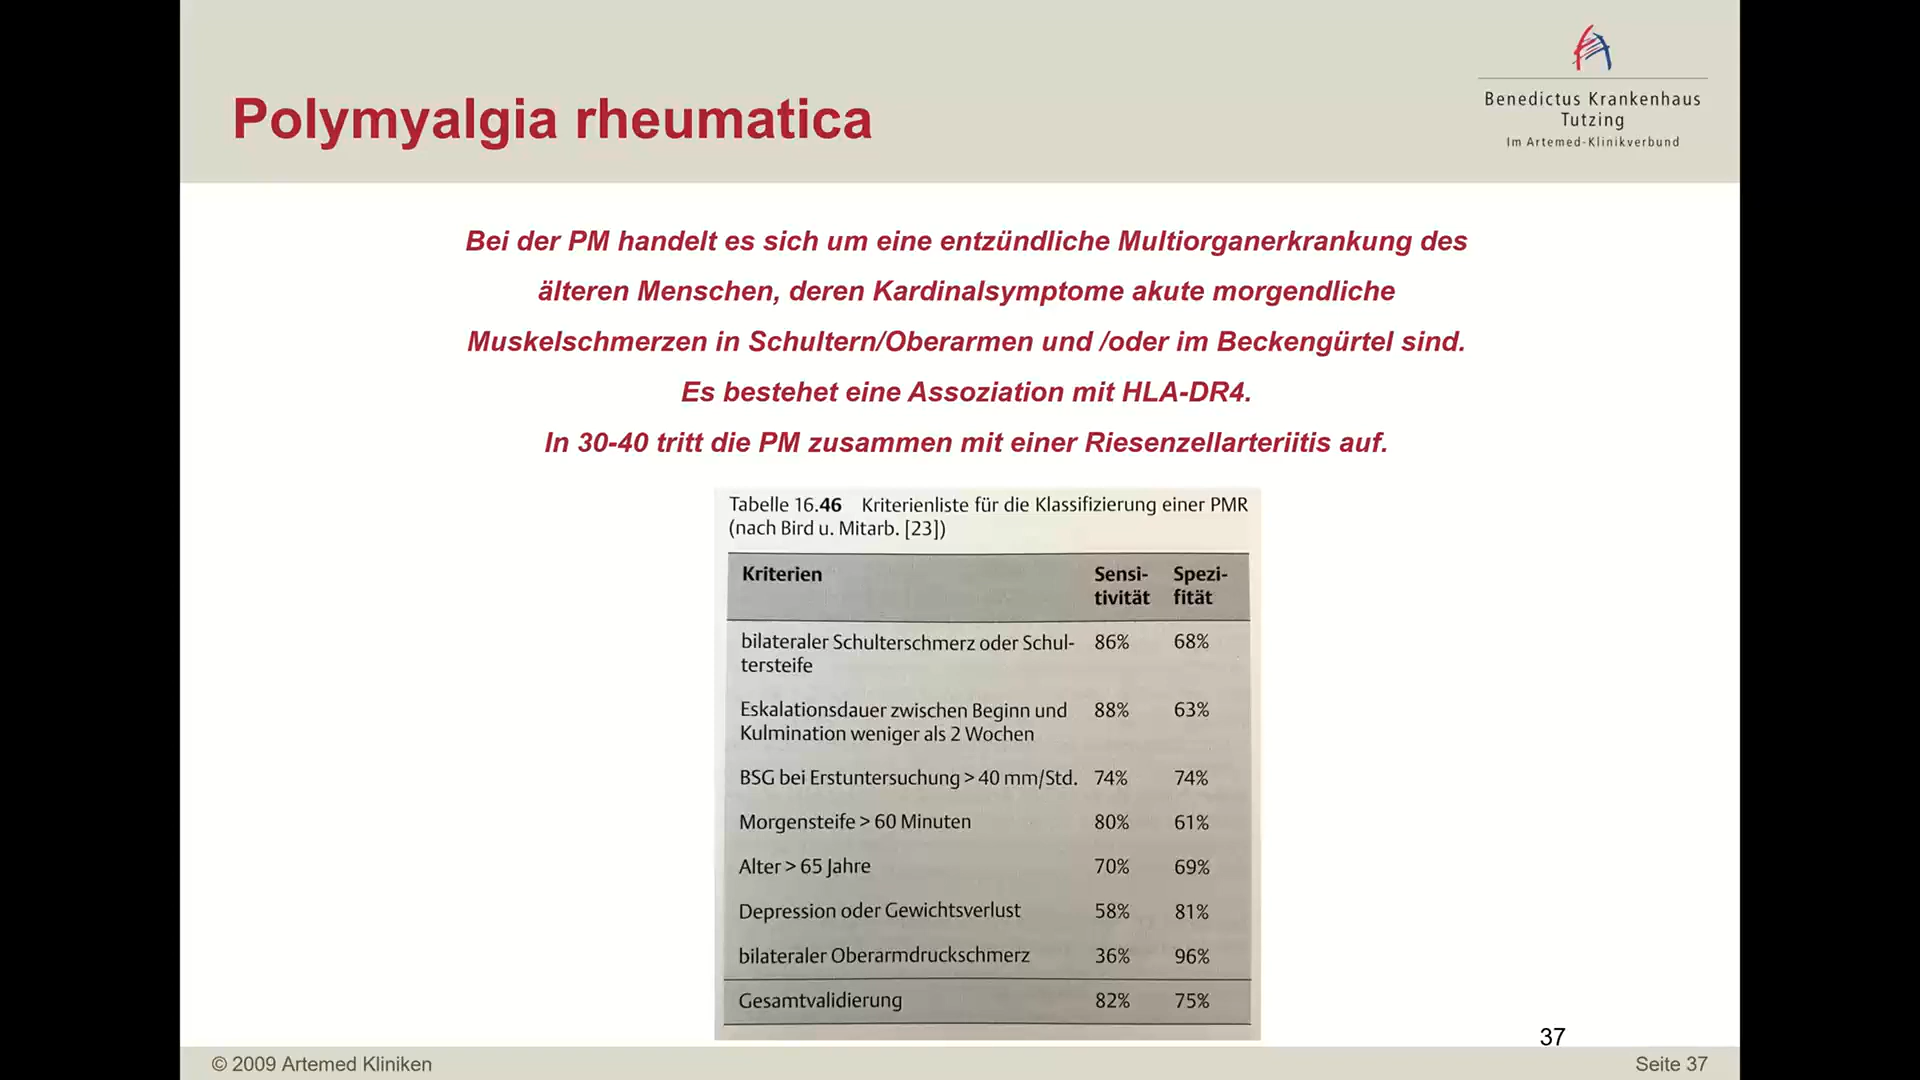 Benedictus Krankenhaus
Tutzing
Im Artemed-Klinikverbund
Polymyalgia rheumatica
Bei der PM handelt es sich um eine entzündliche Multiorganerkrankung des
älteren Menschen, deren Kardinalsymptome akute morgendliche
Muskelschmerzen in Schultern/Oberarmen und /oder im Beckengürtel sind.
Es bestehet eine Assoziation mit HLA-DR4.
In 30-40 tritt die PM zusammen mit einer Riesenzellarteriitis auf.
Tabelle 16.46 Kriterienliste für die Klassifizierung einer PMR
(nach Bird u. Mitarb. [23])
Kriterien Sensi- Spezi-
tivität fität
bilateraler Schulterschmerz oder Schul- 86% 68%
tersteife
Eskalationsdauer zwischen Beginn und 88% 63%
Kulmination weniger als 2 Wochen
BSG bei Erstuntersuchung > 40 mm/Std. 74% 74%
Morgensteife > 60 Minuten 80% 61%
Alter > 65 Jahre 70% 69%
Depression oder Gewichtsverlust 58% 81%
bilateraler Oberarmdruckschmerz 36% 96%
Gesamtvalidierung 82% 75%
37
© 2009 Artemed Kliniken
Seite 37